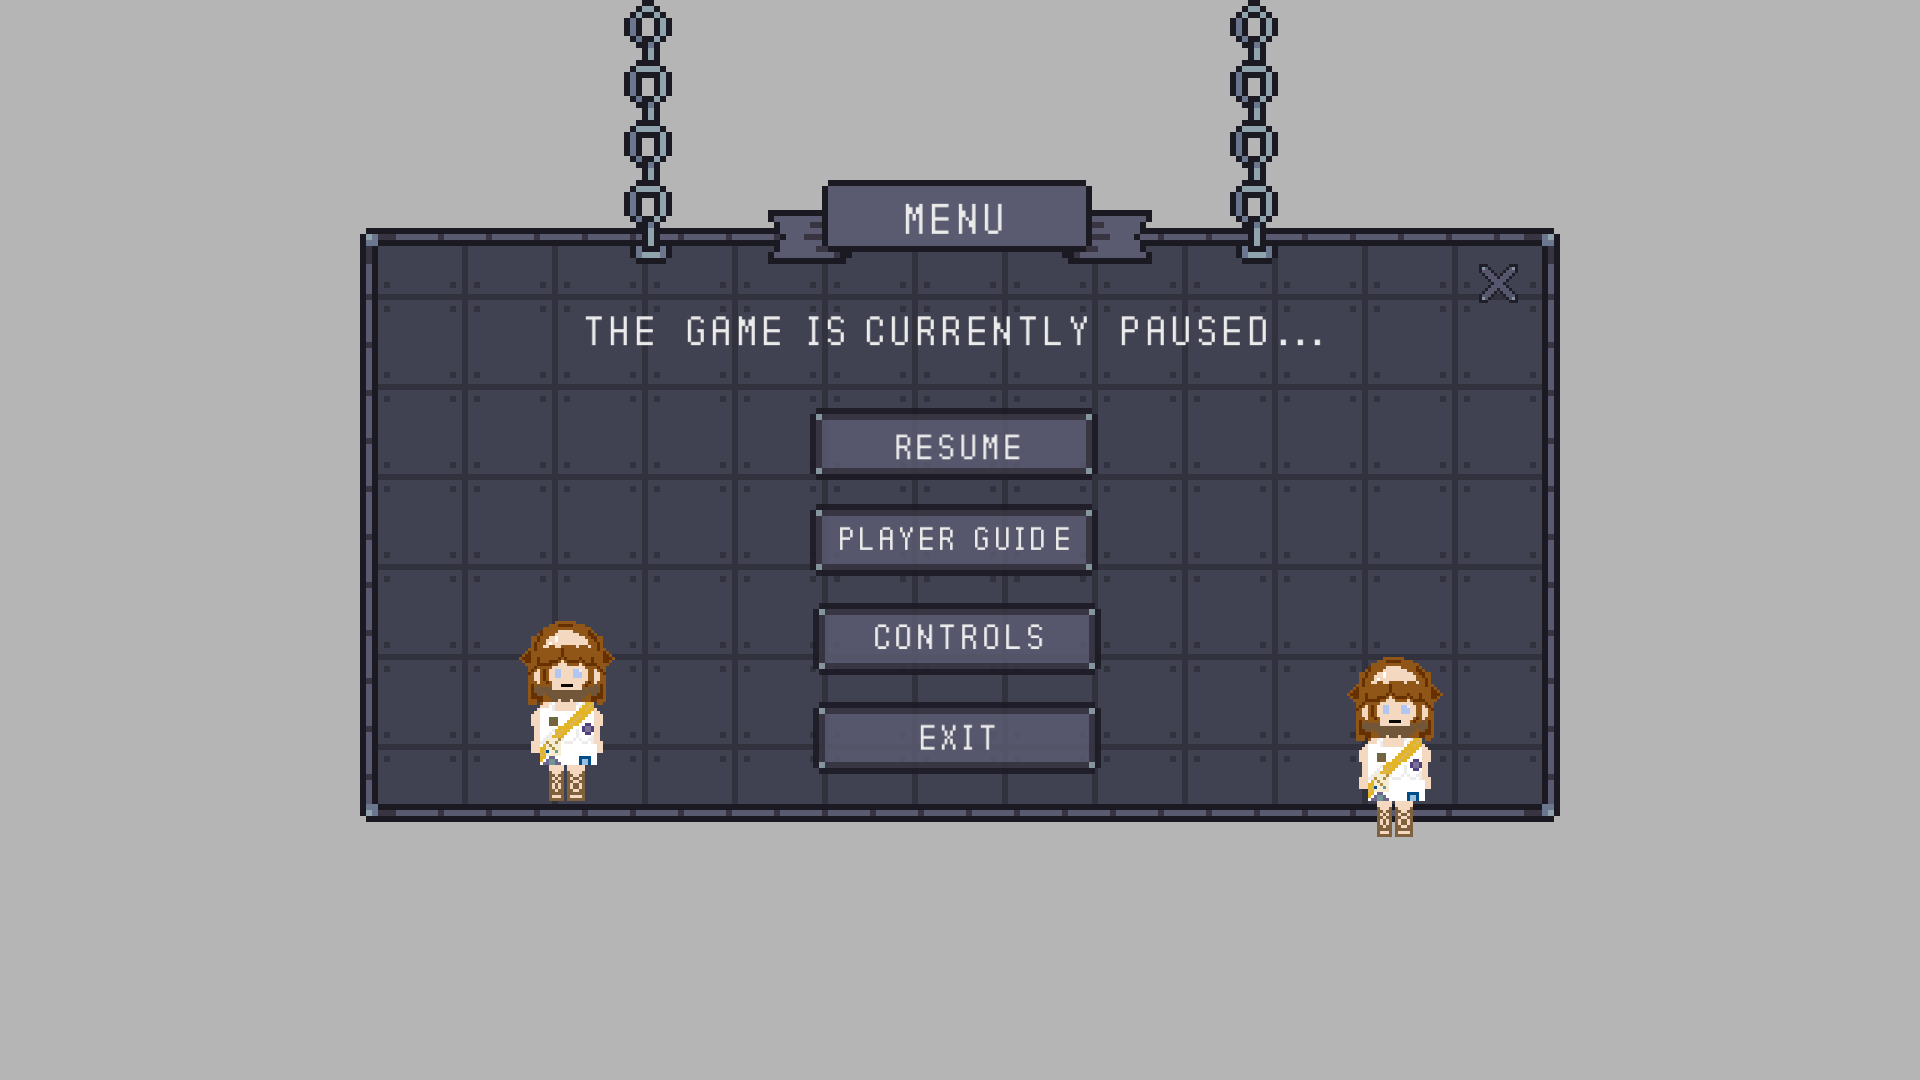 MENU
THE GAME IS CURRENTLY PAUSED...
RESUME
PLAYER GUIDE
CONTROLS
EXIT